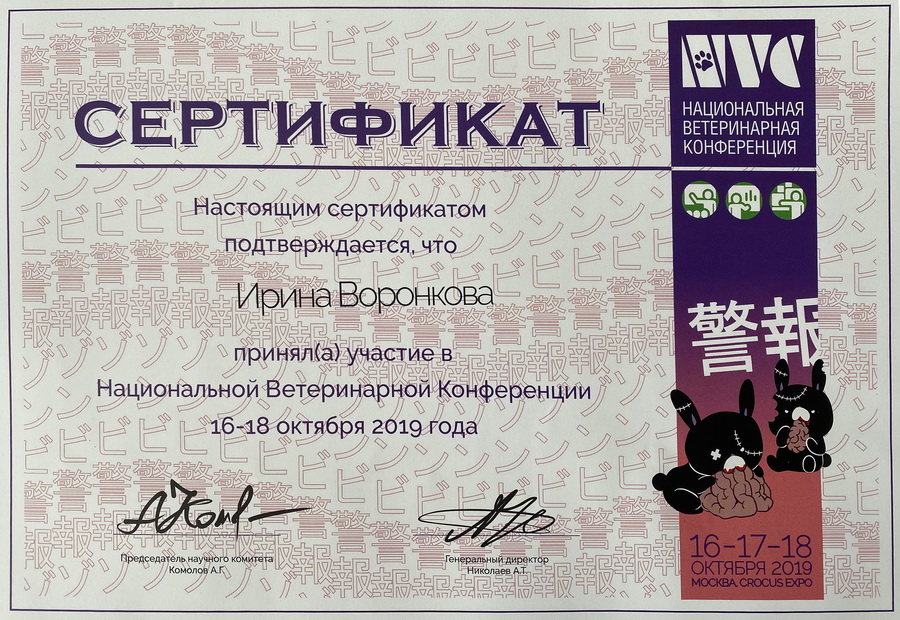 СЕРТИФИКАТ
Настоящим сертификатом
подтверждается, что
Ирина Воронкова
принял(а) участие в
Национальной Ветеринарной Конференции
16-18 октября 2019 года
Председатель научного комитета
Комолов А.Г.
Генеральный директор
Николаев А.Т.
NVC
НАЦИОНАЛЬНАЯ
ВЕТЕРИНАРНАЯ
КОНФЕРЕНЦИЯ
警報
16-17-18
ОКТЯБРЯ 2019
МОСКВА, CROCUS EXPO